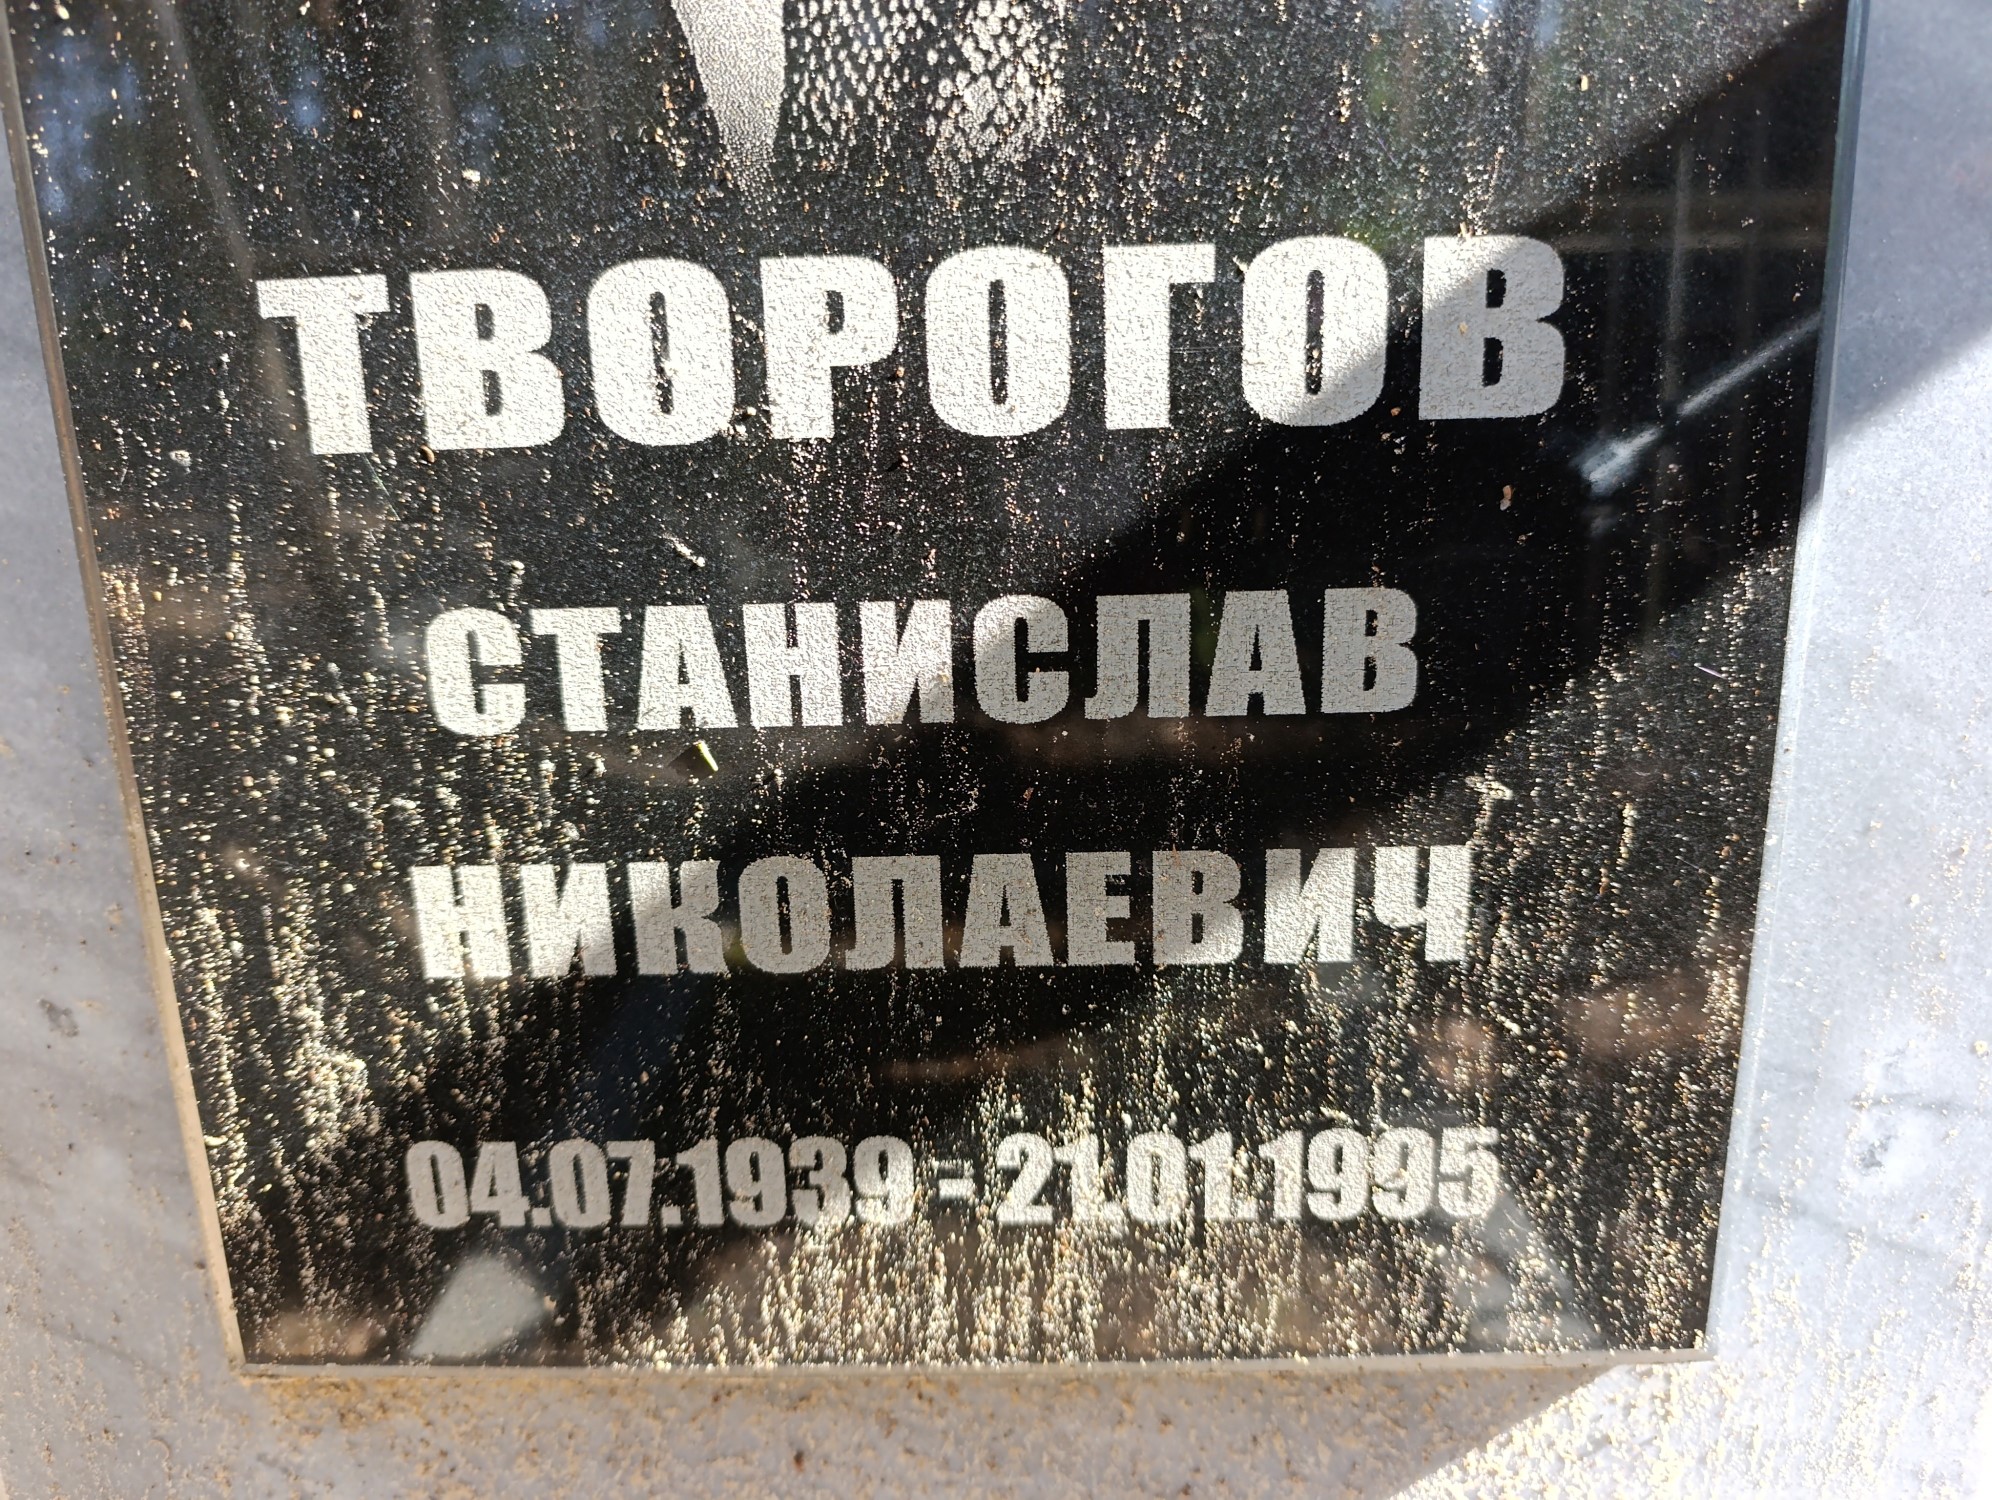 ТВОРОГОВ
СТАНИСЛАВ
НИКОЛАЕВИЧ
04.07.1939 - 21.01.1995